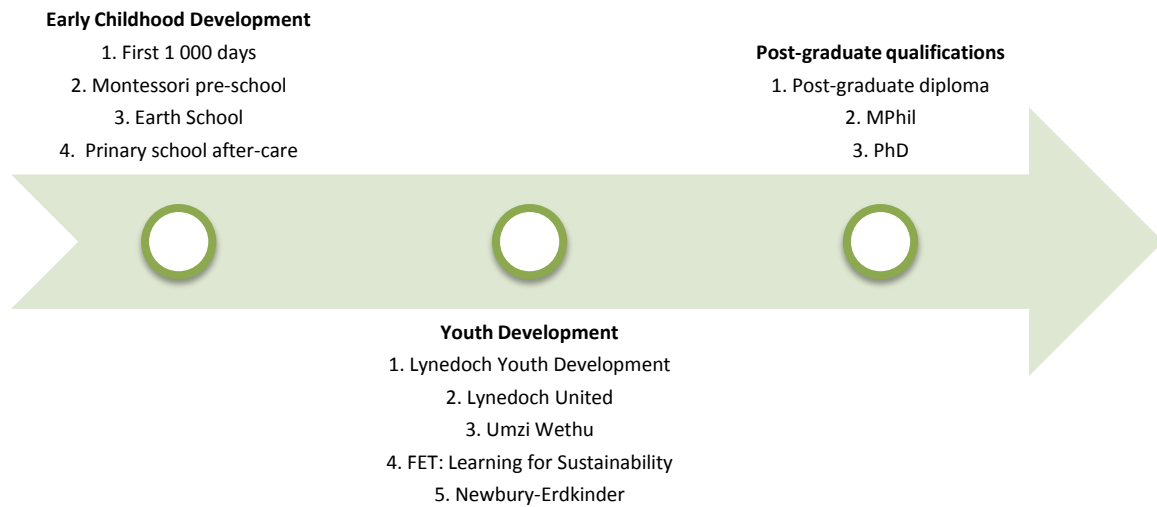 Early Childhood Development
1. First 1 000 days
2. Montessori pre-school
3. Earth School
4. Prinary school after-care
Youth Development
1. Lynedoch Youth Development
2. Lynedoch United
3. Umzi Wethu
4. FET: Learning for Sustainability
5. Newbury-Erdkinder
Post-graduate qualifications
1. Post-graduate diploma
2. MPhil
3. PhD